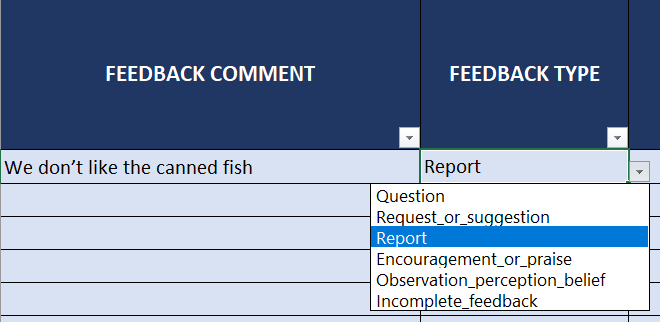 FEEDBACK COMMENT
FEEDBACK TYPE
We don’t like the canned fish
Report
Question
Request_or_suggestion
Report
Encouragement_or_praise
Observation_perception_belief
Incomplete_feedback